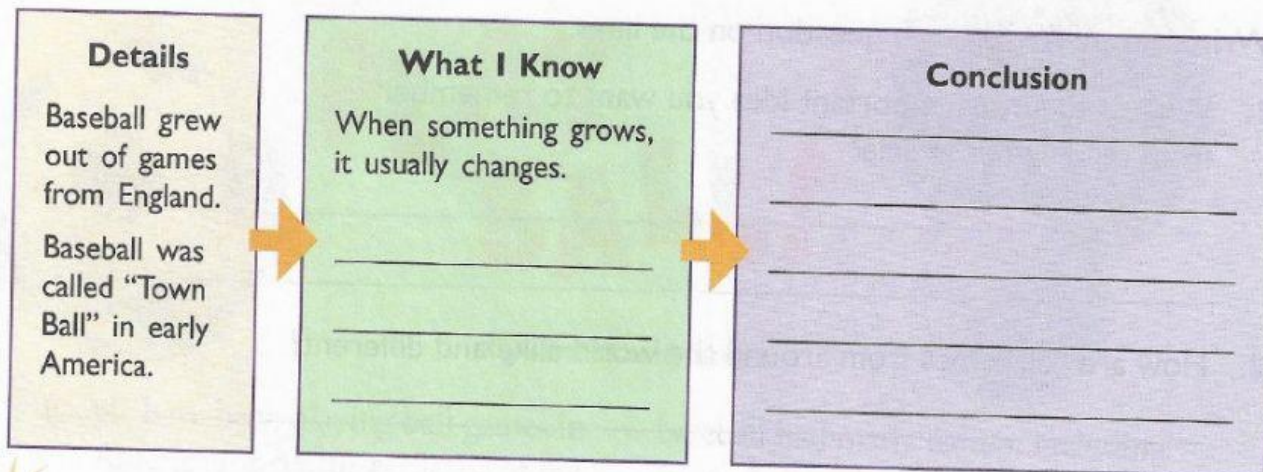 Details
Baseball grew
out of games
from England.
Baseball was
called “Town
Ball” in early
America.
What I Know
When something grows,
it usually changes.
Conclusion